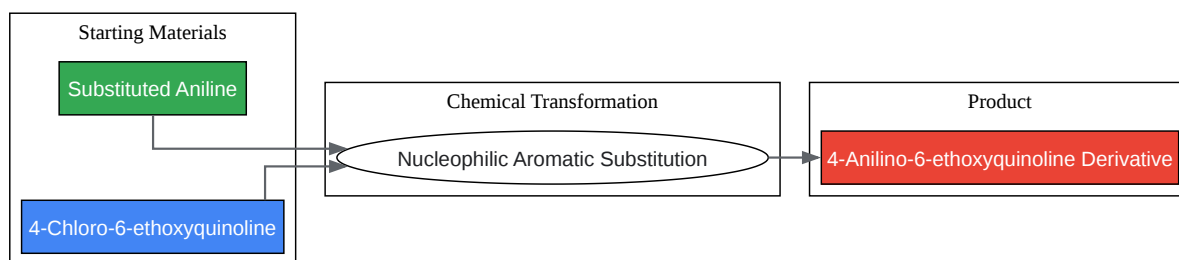 Starting Materials
Substituted Aniline
4-Chloro-6-ethoxyquinoline
Chemical Transformation
Nucleophilic Aromatic Substitution
Product
4-Anilino-6-ethoxyquinoline Derivative